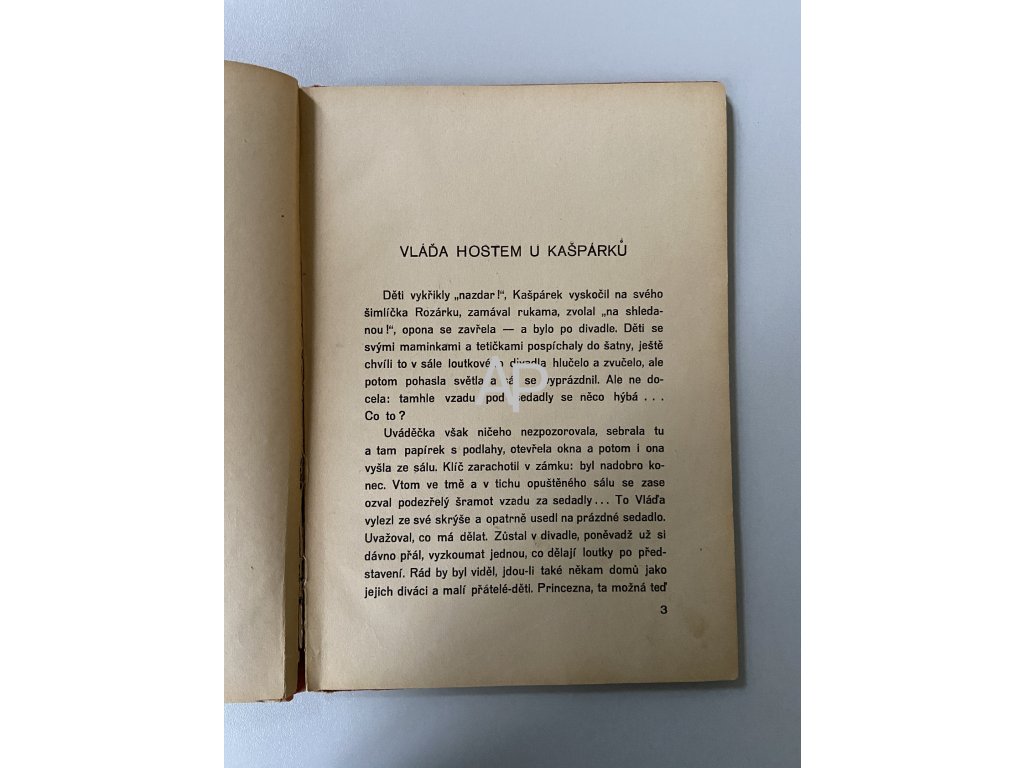 VLÁĎA HOSTEM U KAŠPÁRKŮ
Děti vykřikly „nazdar!“, Kašpárek vyskočil na svého
šimlíčka Rozárku, zamával rukama, zvolal „na shleda-
nou!“, opona se zavřela — a bylo po divadle. Děti se
svými maminkami a tetičkami pospíchaly do šatny, ještě
chvíli to v sále loutkového divadla hlučelo a zvučelo, ale
potom pohasla světla a sál se vyprázdnil. Ale ne do-
cela: tamhle vzadu pod sedadly se něco hýbá . . .
Co to?
Uváděčka však ničeho nezpozorovala, sebrala tu
a tam papírek s podlahy, otevřela okna a potom i ona
vyšla ze sálu. Klíč zarachotil v zámku: byl nadobro ko-
nec. Vtom ve tmě a v tichu opuštěného sálu se zase
ozval podezřelý šramot vzadu za sedadly... To Vláďa
vylezl ze své skrýše a opatrně usedl na prázdné sedadlo.
Uvažoval, co má dělat. Zůstal v divadle, poněvadž už si
dávno přál, vyzkoumat jednou, co dělají loutky po před-
stavení. Rád by byl viděl, jdou-li také někam domů jako
jejich diváci a malí přátelé-děti. Princezna, ta možná teď
3
AP